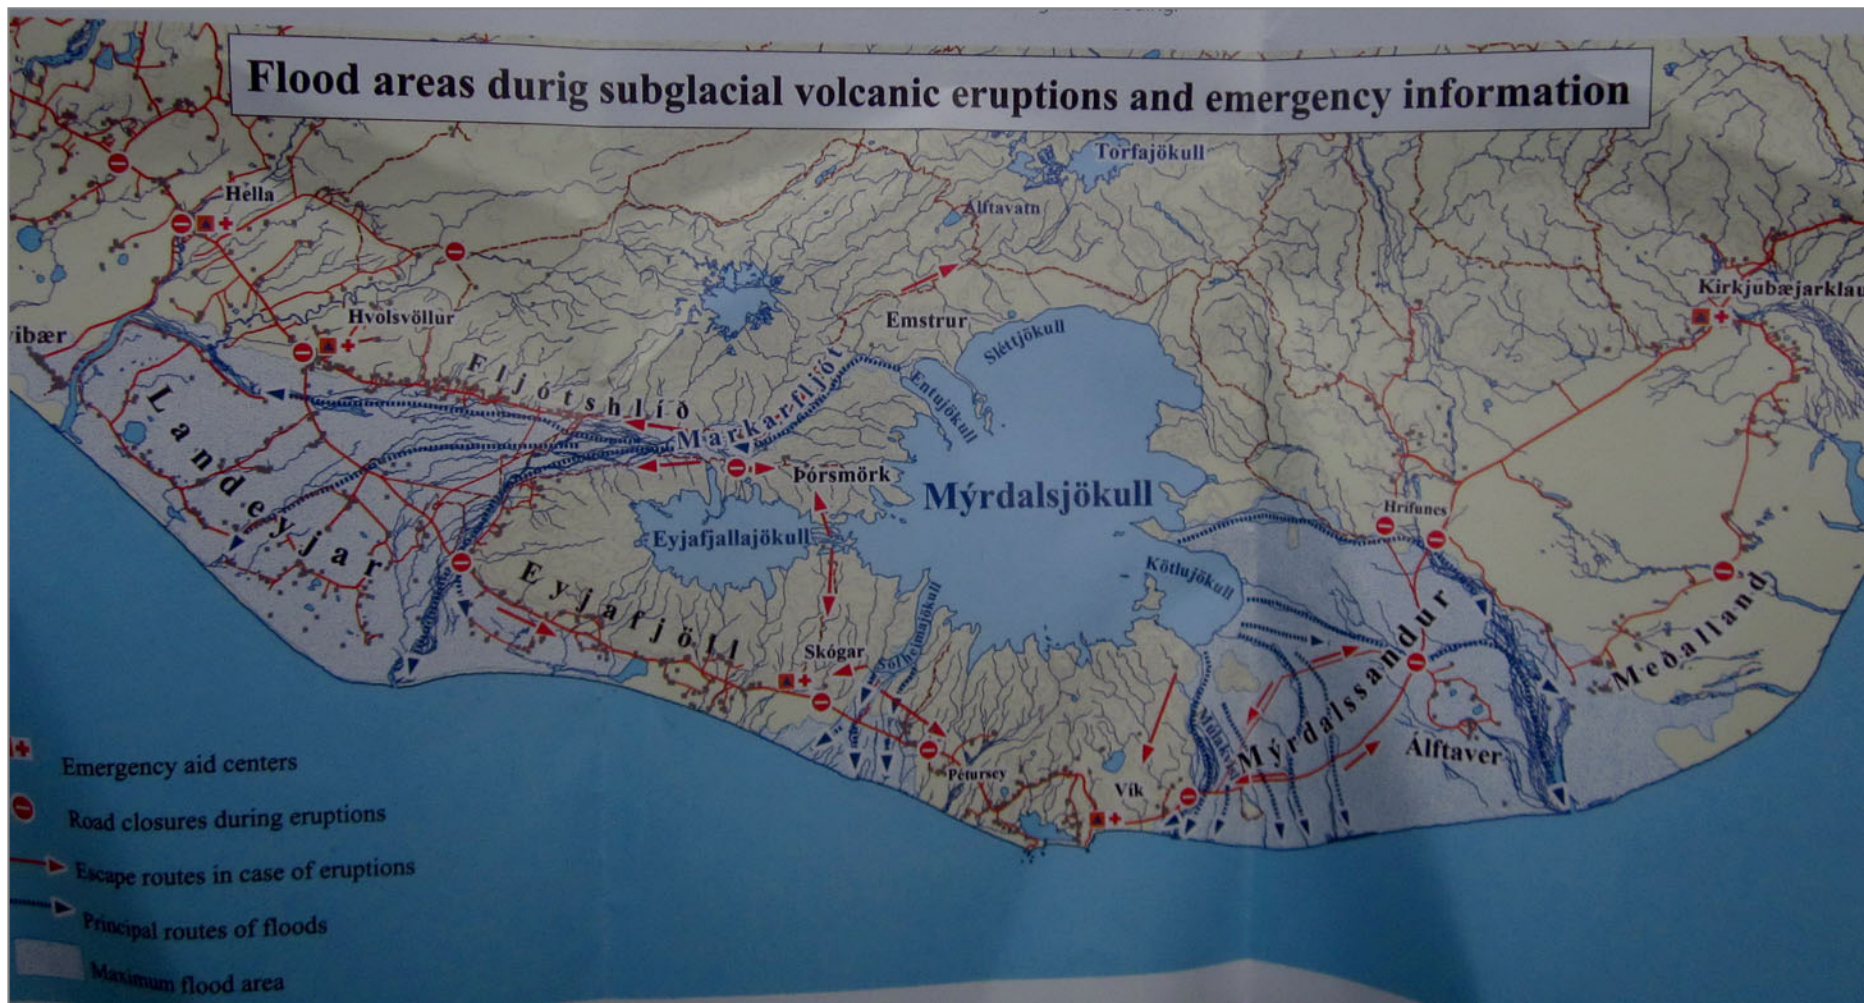 Flood areas durig subglacial volcanic eruptions and emergency information
Torfajökull
Hella
Álftavatn
Kirkjubæjarklau
Hvolsvöllur
Emstrur
Sléttjökull
Fljótshlíð
Entujökull
Landeyjar
Markarfljót
Þórsmörk
Mýrdalsjökull
Hrífunes
Eyjafjallajökull
Kötlujökull
Eyjafjöll
Sólheimajökull
Skógar
Meðalland
Mýrdalssandur
Álftaver
Pétursey
Vík
Emergency aid centers
Road closures during eruptions
Escape routes in case of eruptions
Principal routes of floods
Maximum flood area